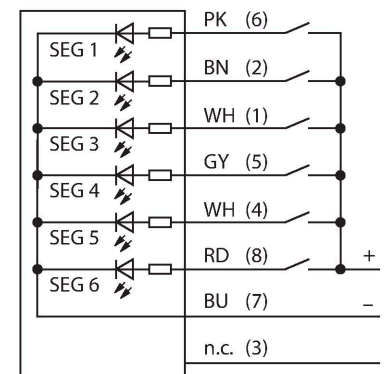 PK (6)
SEG 1
BN (2)
SEG 2
WH (1)
SEG 3
GY (5)
SEG 4
WH (4)
SEG 5
RD (8)
+
SEG 6
BU (7)
–
n.c. (3)